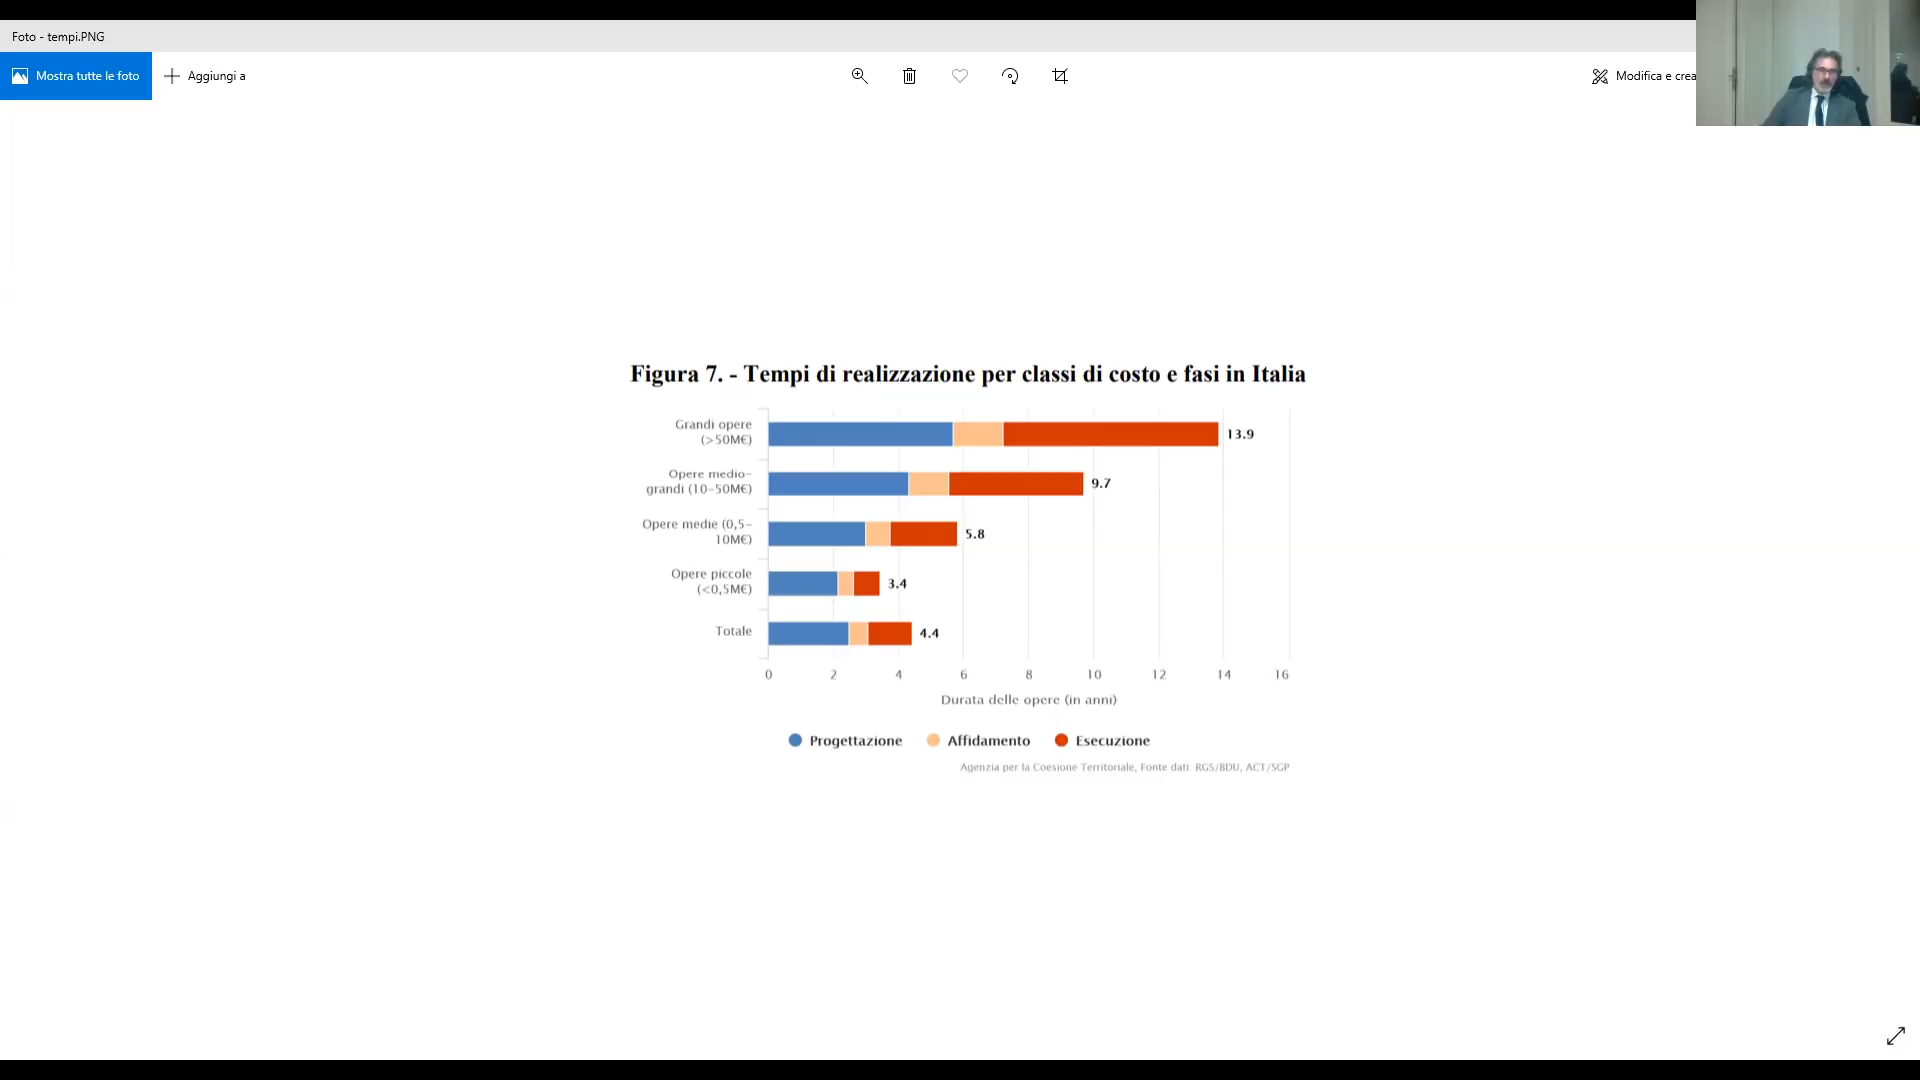 Foto - tempi.PNG
Mostra tutte le foto
Aggiungi a
Modifica e crea
Figura 7. - Tempi di realizzazione per classi di costo e fasi in Italia
Grandi opere
(>50M€)
13.9
Opere medio-
grandi (10-50M€)
9.7
Opere medie (0,5-
10M€)
5.8
Opere piccole
(<0,5M€)
3.4
Totale
4.4
0 2 4 6 8 10 12 14 16
Durata delle opere (in anni)
Progettazione Affidamento Esecuzione
Agenzia per la Coesione Territoriale, Fonte dati: RGS/BDU, ACT/SGP